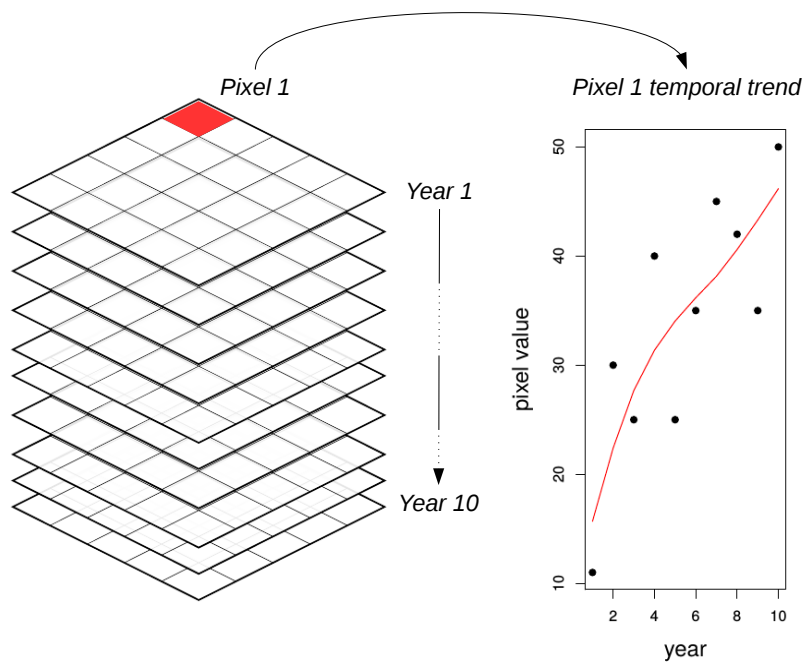 Pixel 1
Pixel 1 temporal trend
Year 1
Year 10
50
40
30
20
10
pixel value
2 4 6 8 10
year